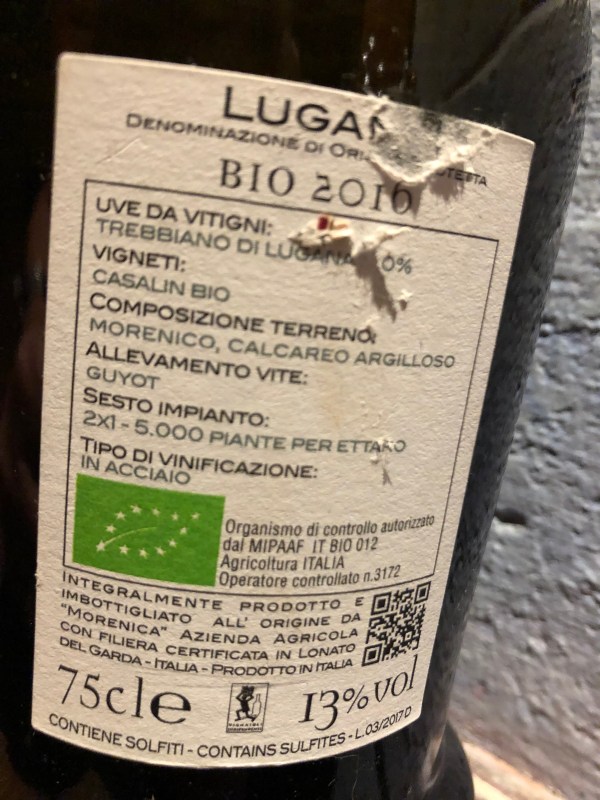 LUGAN
DENOMINAZIONE DI ORI
BIO 2016
UVE DA VITIGNI:
TREBBIANO DI LUGANA 0%
VIGNETI:
CASALIN BIO
COMPOSIZIONE TERRENO:
MORENICO, CALCAREO ARGILLOSO
ALLEVAMENTO VITE:
GUYOT
SESTO IMPIANTO:
2X1 - 5.000 PIANTE PER ETTARO
TIPO DI VINIFICAZIONE:
IN ACCIAIO
Organismo di controllo autorizzato
dal MIPAAF IT BIO 012
Agricoltura ITALIA
Operatore controllato n.3172
INTEGRALMENTE PRODOTTO E
IMBOTTIGLIATO ALL' ORIGINE DA
"MORENICA" AZIENDA AGRICOLA
CON FILIERA CERTIFICATA IN LONATO
DEL GARDA - ITALIA - PRODOTTO IN ITALIA
75cl e
13%vol
CONTIENE SOLFITI - CONTAINS SULFITES - L.03/2017D